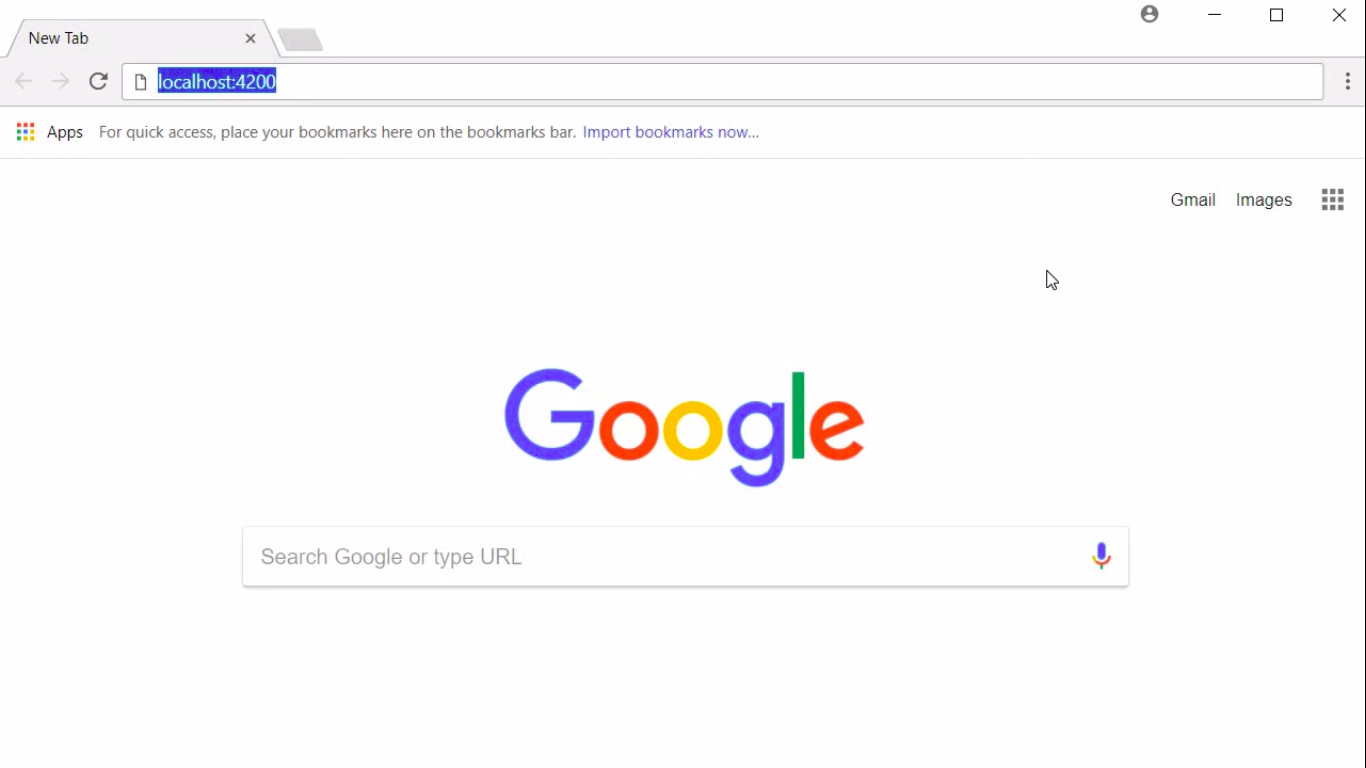 New Tab
localhost:4200
Apps For quick access, place your bookmarks here on the bookmarks bar. Import bookmarks now...
Gmail Images
Google
Search Google or type URL